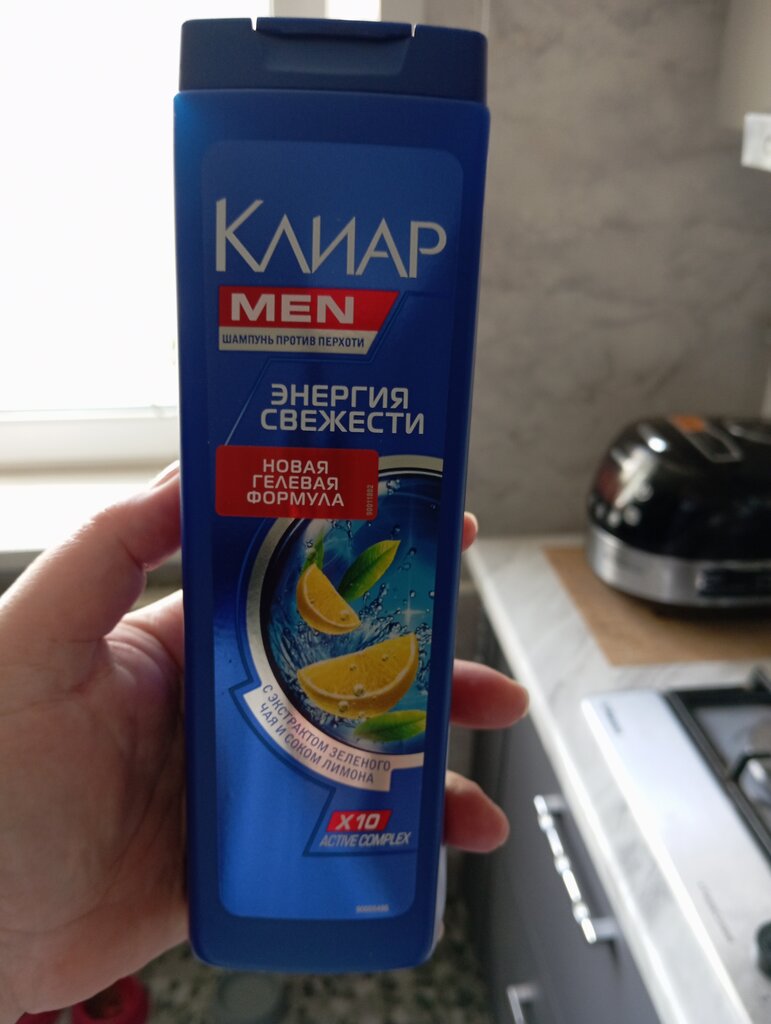 КЛИАР
MEN
ШАМПУНЬ ПРОТИВ ПЕРХОТИ
ЭНЕРГИЯ
СВЕЖЕСТИ
НОВАЯ
ГЕЛЕВАЯ
ФОРМУЛА
С ЭКСТРАКТОМ ЗЕЛЕНОГО
ЧАЯ И СОКОМ ЛИМОНА
X10
ACTIVE COMPLEX